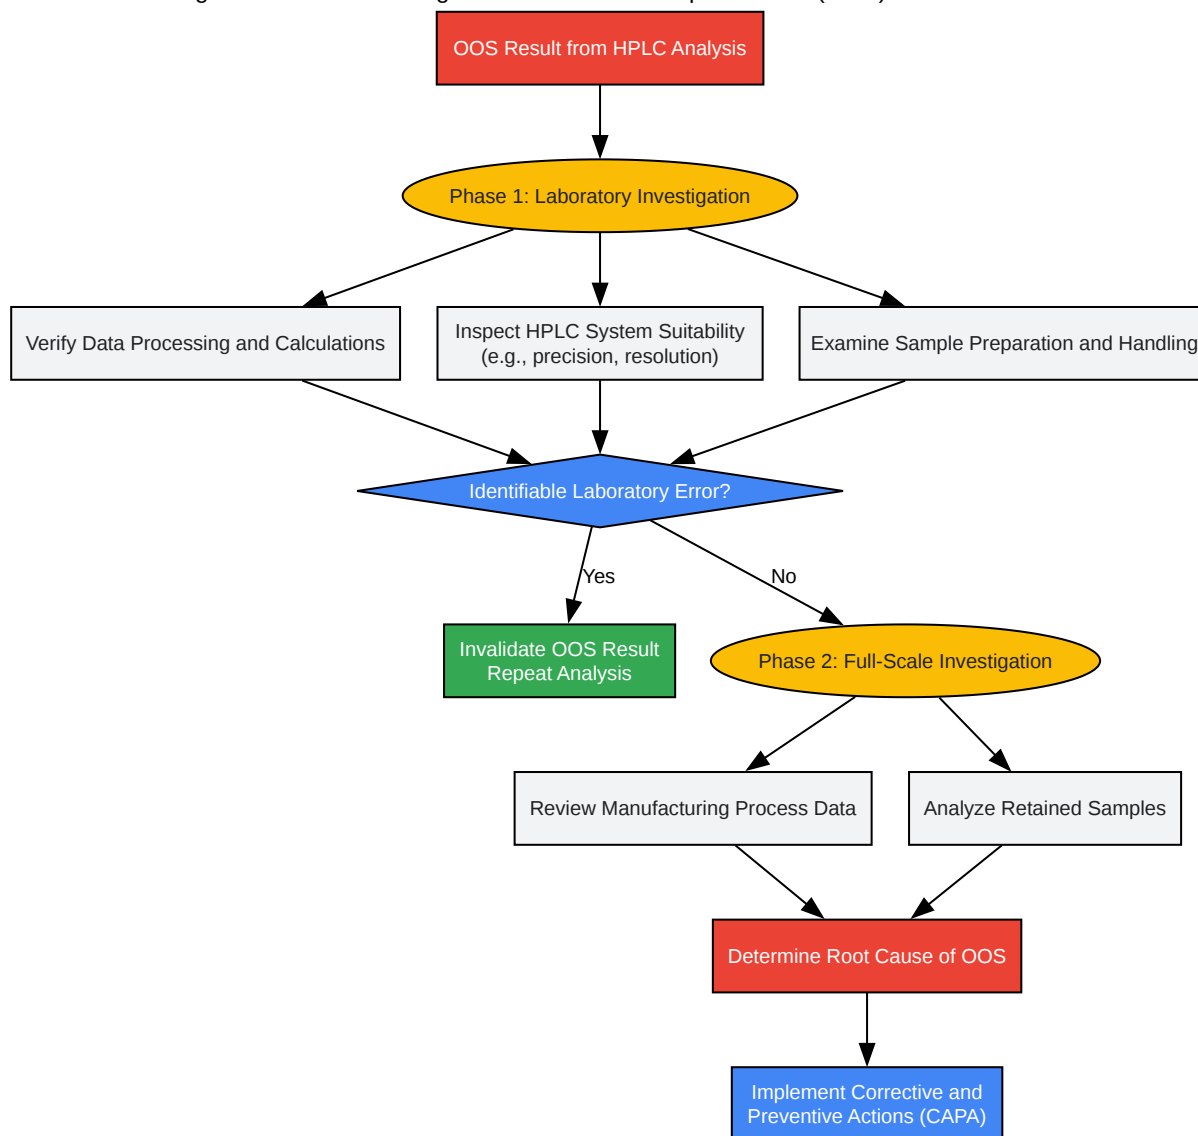 OOS Result from HPLC Analysis
Phase 1: Laboratory Investigation
Verify Data Processing and Calculations
Inspect HPLC System Suitability
(e.g., precision, resolution)
Examine Sample Preparation and Handling
Identifiable Laboratory Error?
Yes
No
Invalidate OOS Result
Repeat Analysis
Phase 2: Full-Scale Investigation
Review Manufacturing Process Data
Analyze Retained Samples
Determine Root Cause of OOS
Implement Corrective and
Preventive Actions (CAPA)